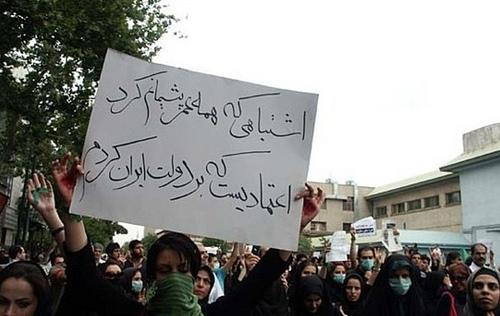 اشتباهی که همه عمر پشیمانم کرد
اعتمادیست که بر دولت ایران کردم